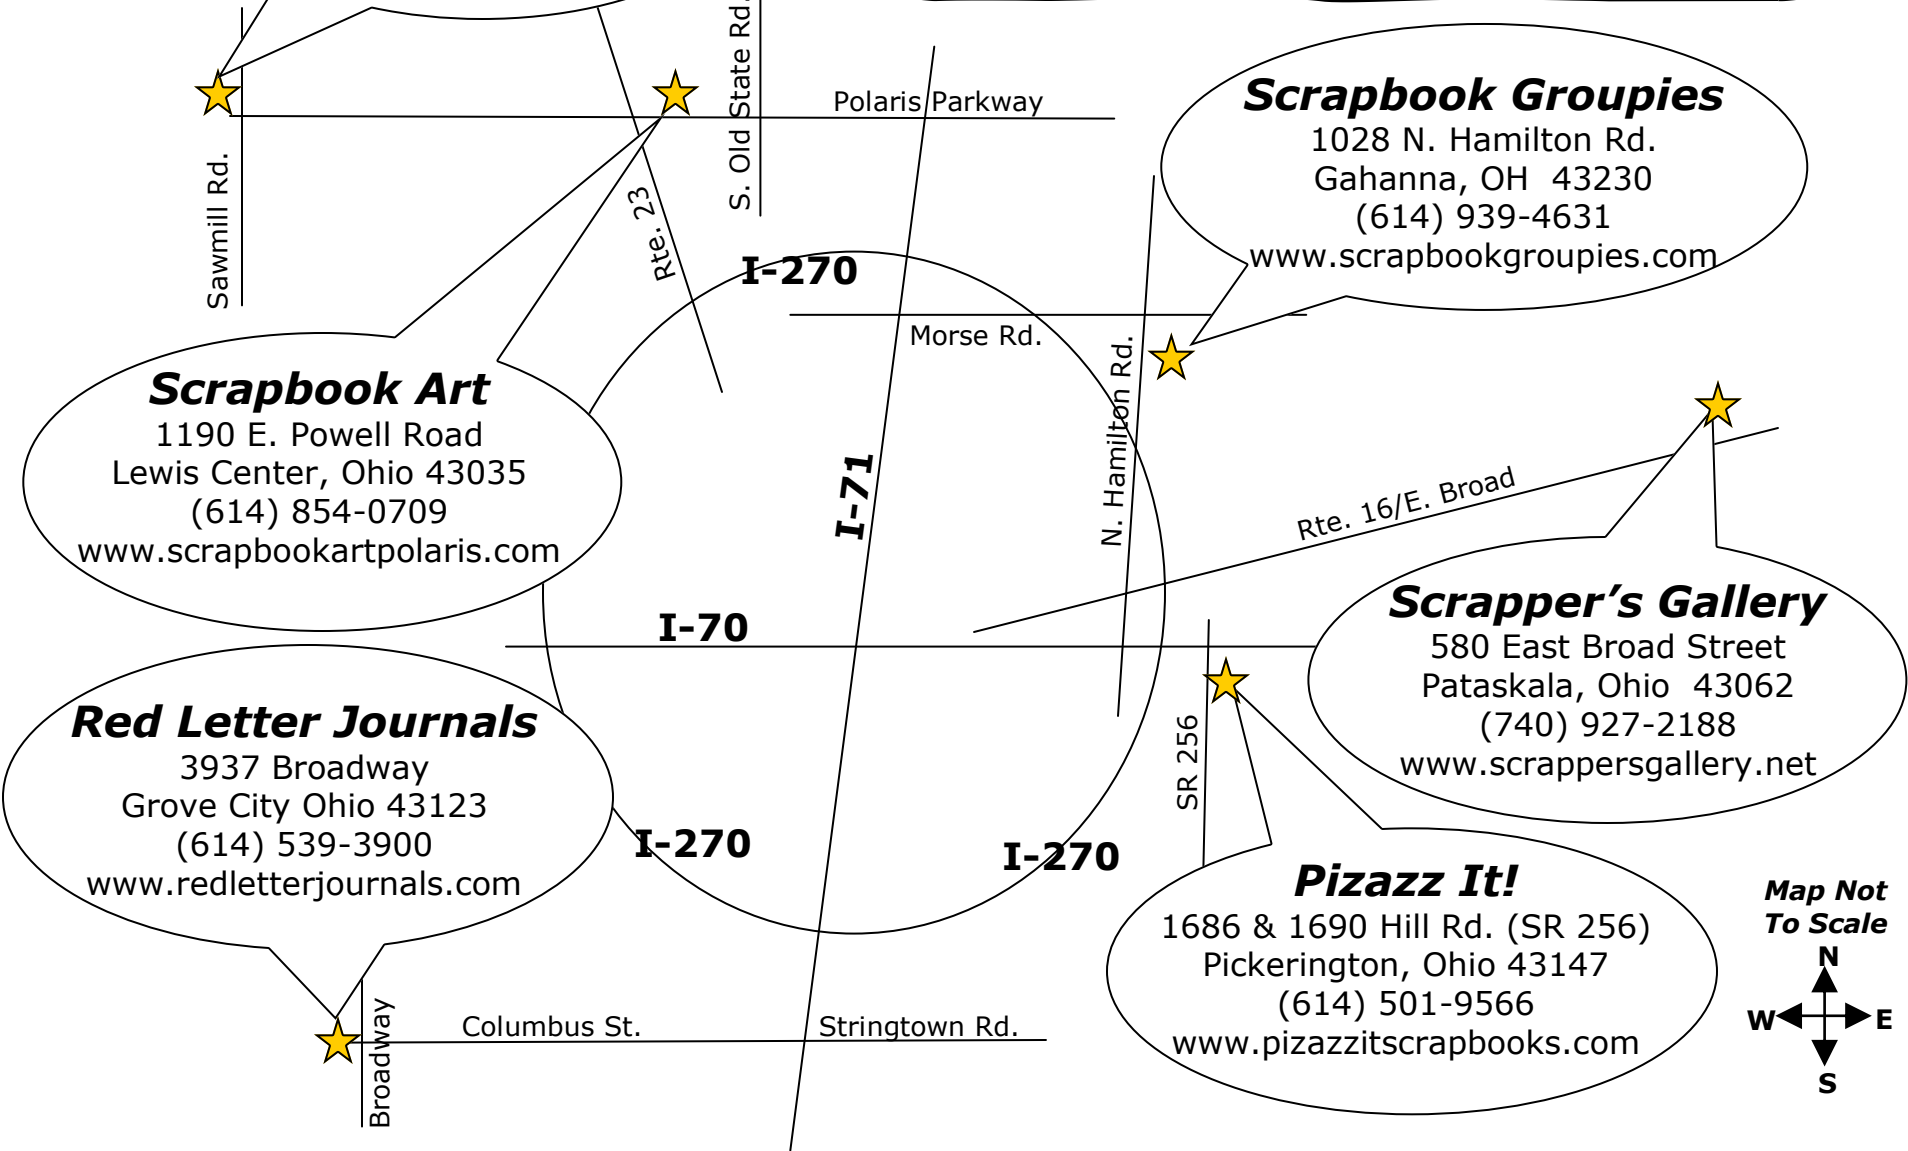 S. Old State Rd.
Polaris Parkway
Sawmill Rd.
Rte. 23
Scrapbook Groupies
1028 N. Hamilton Rd.
Gahanna, OH  43230
(614) 939-4631
www.scrapbookgroupies.com
I-270
Morse Rd.
N. Hamilton Rd.
Scrapbook Art
1190 E. Powell Road
Lewis Center, Ohio 43035
(614) 854-0709
www.scrapbookartpolaris.com
I-71
Rte. 16/E. Broad
I-70
Scrapper’s Gallery
580 East Broad Street
Pataskala, Ohio  43062
(740) 927-2188
www.scrappersgallery.net
Red Letter Journals
3937 Broadway
Grove City Ohio 43123
(614) 539-3900
www.redletterjournals.com
SR 256
I-270
I-270
Pizazz It!
1686 & 1690 Hill Rd. (SR 256)
Pickerington, Ohio 43147
(614) 501-9566
www.pizazzitscrapbooks.com
Map Not
To Scale
N
W
E
S
Broadway
Columbus St.
Stringtown Rd.